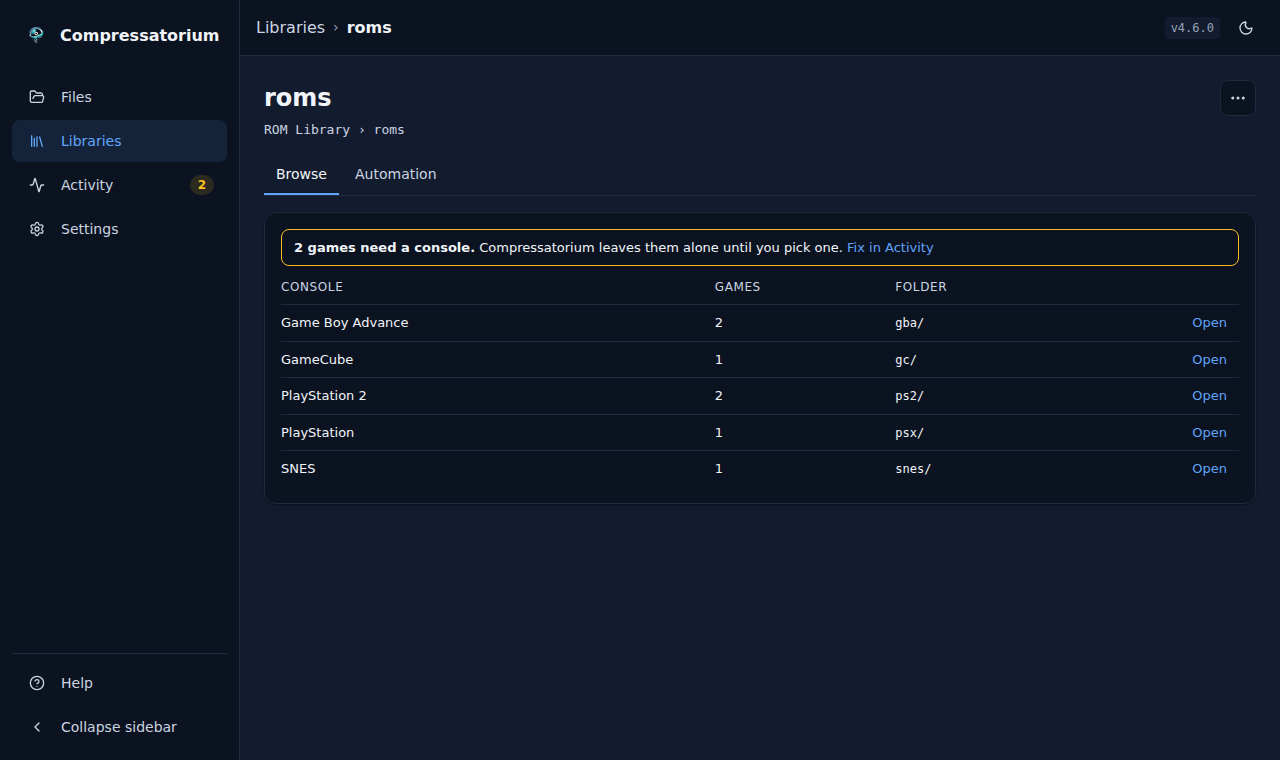 Compressatorium
Libraries › roms
v4.6.0
Files
Libraries
Activity 2
Settings
Help
Collapse sidebar
roms
ROM Library › roms
Browse Automation
2 games need a console. Compressatorium leaves them alone until you pick one. Fix in Activity
CONSOLE GAMES FOLDER
Game Boy Advance 2 gba/ Open
GameCube 1 gc/ Open
PlayStation 2 2 ps2/ Open
PlayStation 1 psx/ Open
SNES 1 snes/ Open